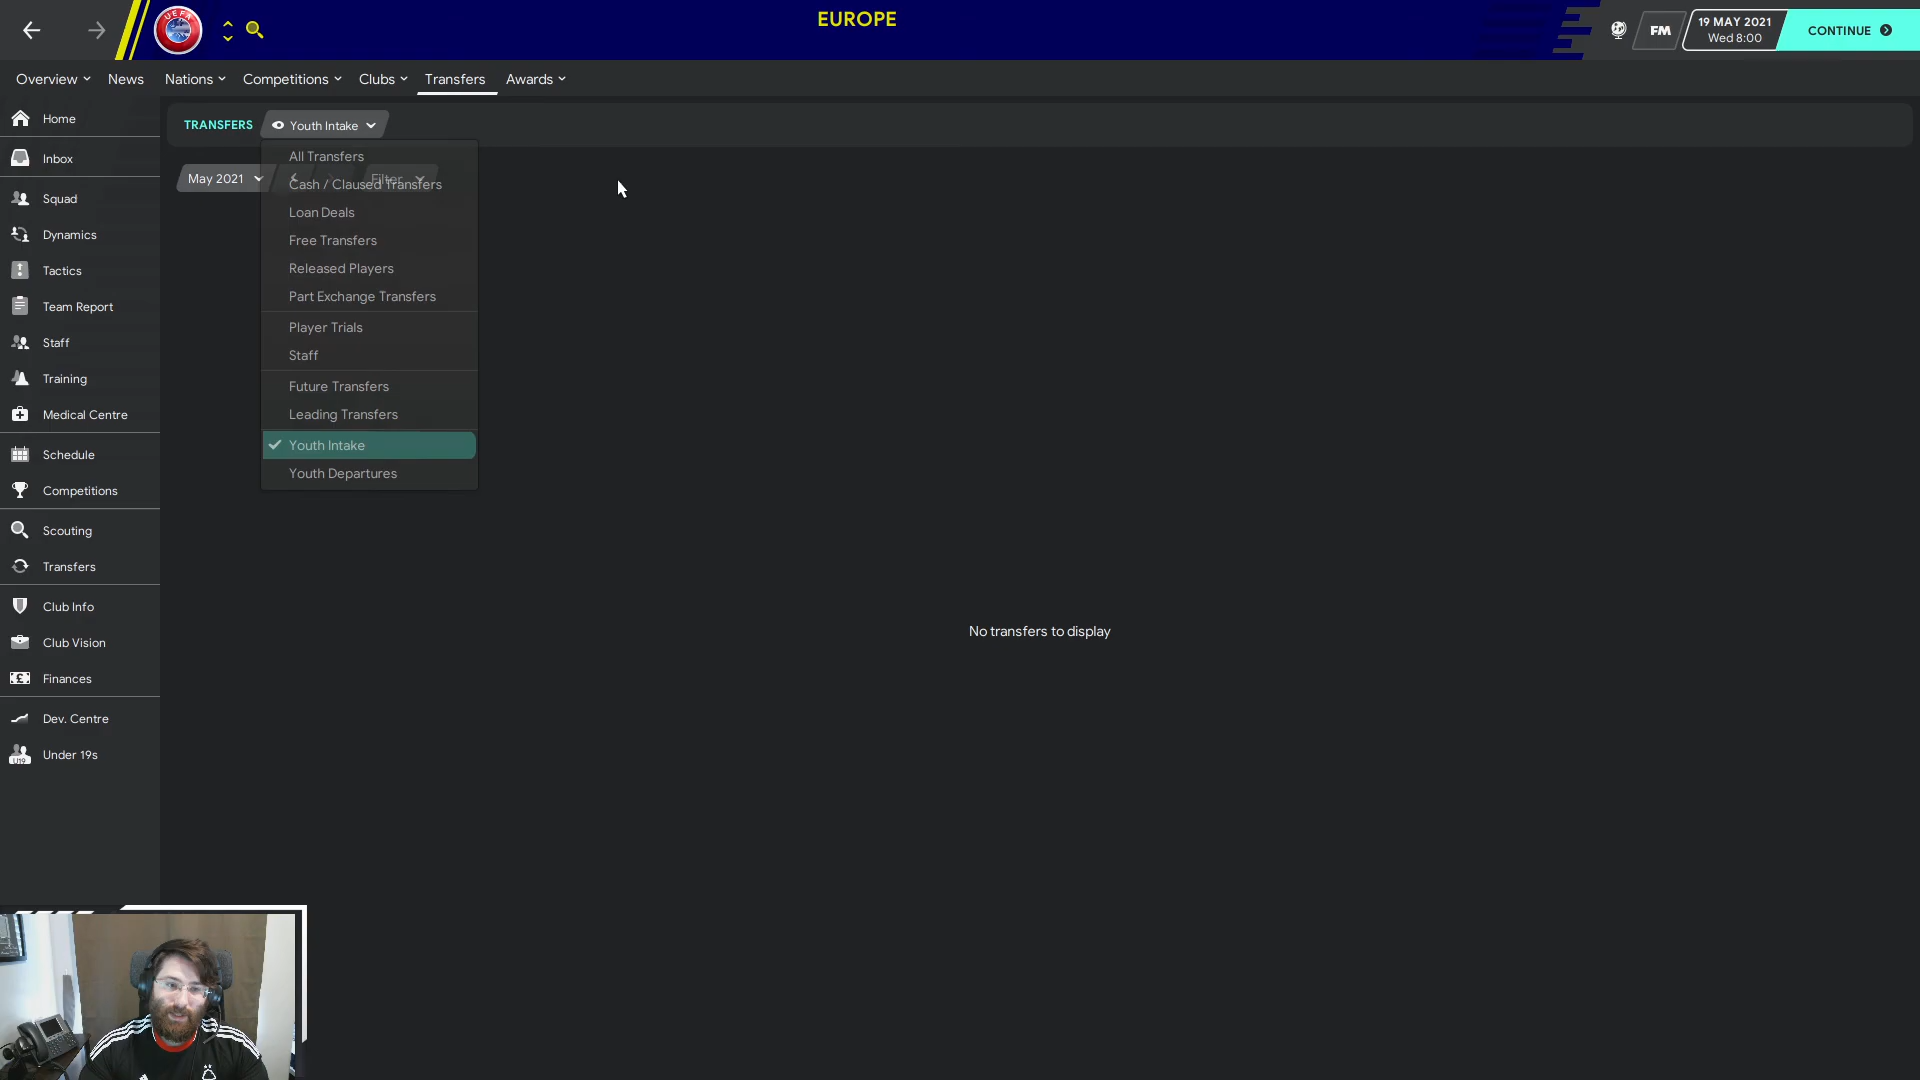 EUROPE
FM
19 MAY 2021
Wed 8:00
CONTINUE
Overview
News
Nations
Competitions
Clubs
Transfers
Awards
Home
Inbox
Squad
Dynamics
Tactics
Team Report
Staff
Training
Medical Centre
Schedule
Competitions
Scouting
Transfers
Club Info
Club Vision
Finances
Dev. Centre
Under 19s
U19
TRANSFERS
Youth Intake
May 2021
Filter
All Transfers
Cash / Claused Transfers
Loan Deals
Free Transfers
Released Players
Part Exchange Transfers
Player Trials
Staff
Future Transfers
Leading Transfers
Youth Intake
Youth Departures
No transfers to display
UEFA